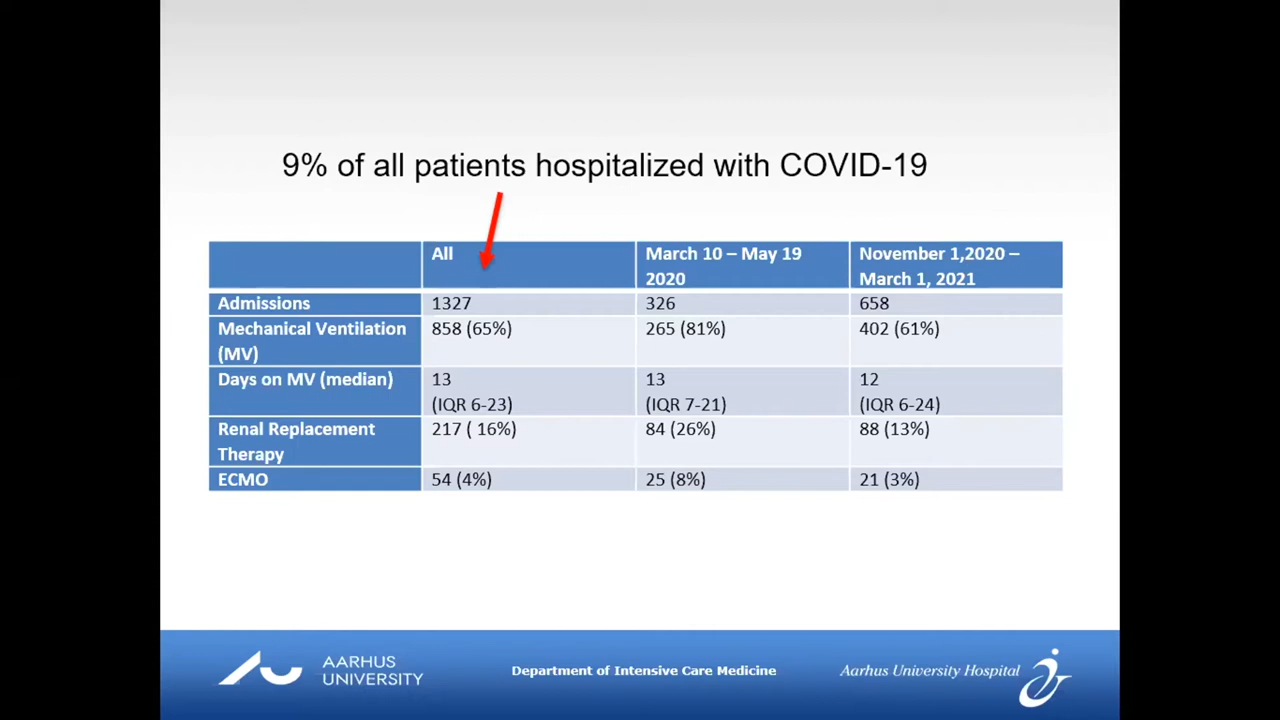 9% of all patients hospitalized with COVID-19
All
March 10 – May 19
2020
November 1,2020 –
March 1, 2021
Admissions
1327
326
658
Mechanical Ventilation
(MV)
858 (65%)
265 (81%)
402 (61%)
Days on MV (median)
13
(IQR 6-23)
13
(IQR 7-21)
12
(IQR 6-24)
Renal Replacement
Therapy
217 ( 16%)
84 (26%)
88 (13%)
ECMO
54 (4%)
25 (8%)
21 (3%)
AARHUS
UNIVERSITY
Department of Intensive Care Medicine
Aarhus University Hospital